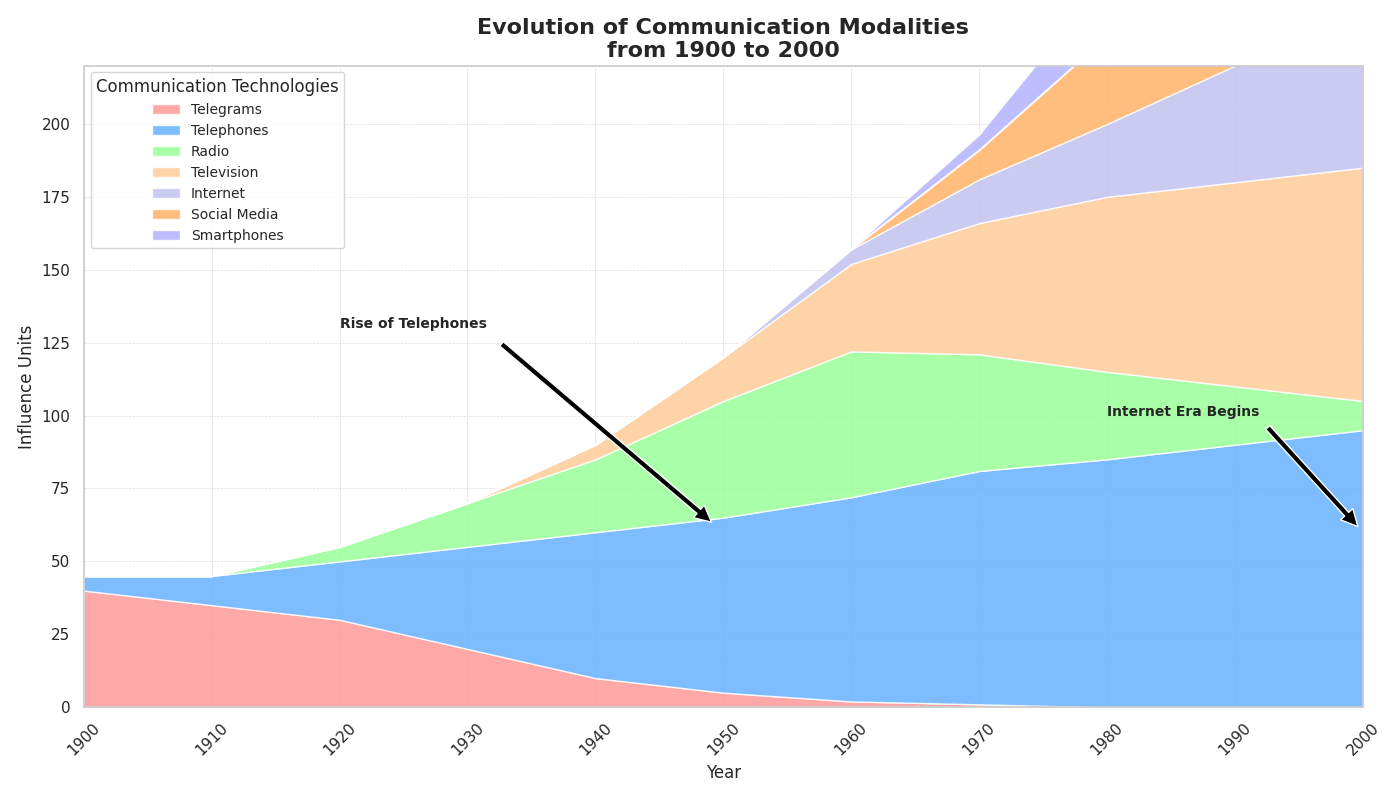 Evolution of Communication Modalities
from 1900 to 2000
Communication Technologies
Telegrams
Telephones
Radio
Television
Internet
Social Media
Smartphones
Influence Units
200
175
150
125
100
75
50
25
0
Rise of Telephones
Internet Era Begins
1900
1910
1920
1930
1940
1950
1960
1970
1980
1990
2000
Year